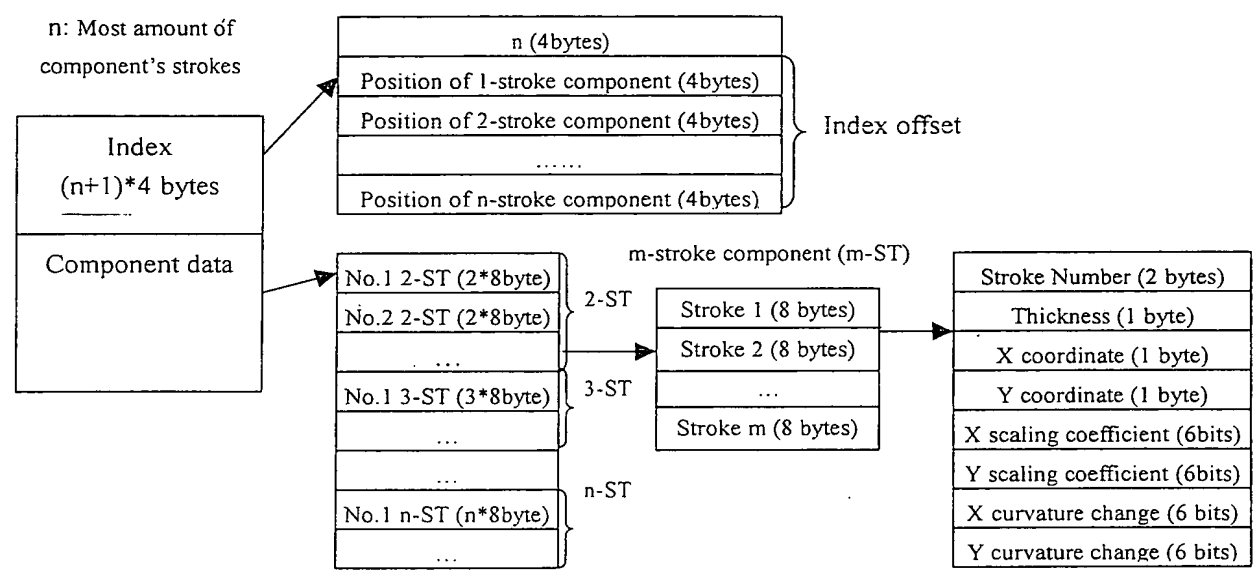 n: Most amount of
component's strokes
Index
(n+1)*4 bytes
Component data
n (4bytes)
Position of 1-stroke component (4bytes)
Position of 2-stroke component (4bytes)
......
Position of n-stroke component (4bytes)
Index offset
No.1 2-ST (2*8byte)
No.2 2-ST (2*8byte)
...
No.1 3-ST (3*8byte)
...
...
No.1 n-ST (n*8byte)
...
2-ST
3-ST
n-ST
m-stroke component (m-ST)
Stroke 1 (8 bytes)
Stroke 2 (8 bytes)
...
Stroke m (8 bytes)
Stroke Number (2 bytes)
Thickness (1 byte)
X coordinate (1 byte)
Y coordinate (1 byte)
X scaling coefficient (6bits)
Y scaling coefficient (6bits)
X curvature change (6 bits)
Y curvature change (6 bits)